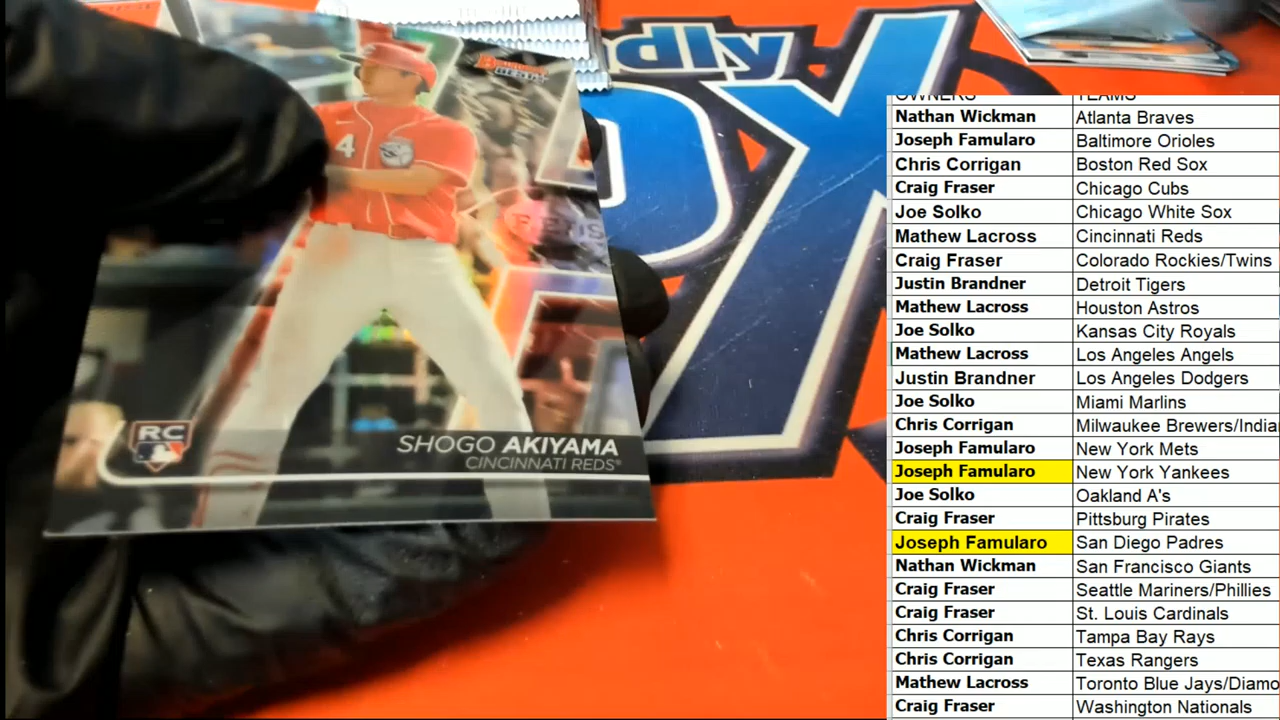 dly
4
RC
SHOGO AKIYAMA
CINCINNATI REDS
OWNERS TEAMS
Nathan Wickman Atlanta Braves
Joseph Famularo Baltimore Orioles
Chris Corrigan Boston Red Sox
Craig Fraser Chicago Cubs
Joe Solko Chicago White Sox
Mathew Lacross Cincinnati Reds
Craig Fraser Colorado Rockies/Twins
Justin Brandner Detroit Tigers
Mathew Lacross Houston Astros
Joe Solko Kansas City Royals
Mathew Lacross Los Angeles Angels
Justin Brandner Los Angeles Dodgers
Joe Solko Miami Marlins
Chris Corrigan Milwaukee Brewers/India
Joseph Famularo New York Mets
Joseph Famularo New York Yankees
Joe Solko Oakland A's
Craig Fraser Pittsburg Pirates
Joseph Famularo San Diego Padres
Nathan Wickman San Francisco Giants
Craig Fraser Seattle Mariners/Phillies
Craig Fraser St. Louis Cardinals
Chris Corrigan Tampa Bay Rays
Chris Corrigan Texas Rangers
Mathew Lacross Toronto Blue Jays/Diamo
Craig Fraser Washington Nationals